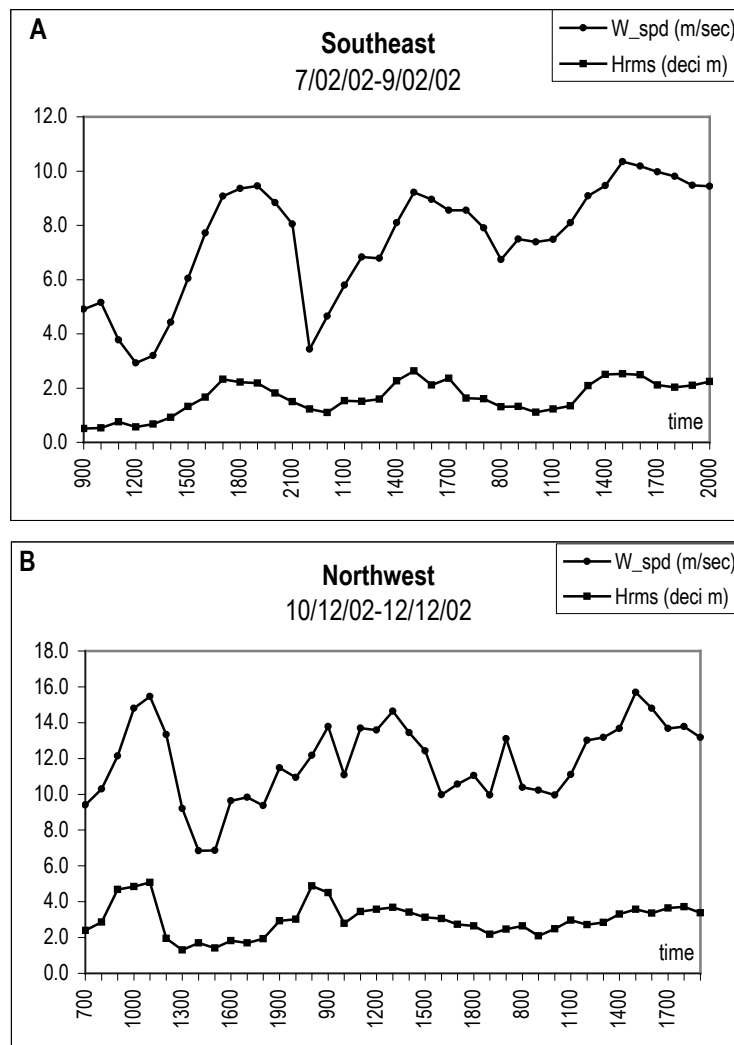 A
Southeast
7/02/02-9/02/02
W_spd (m/sec)
Hrms (deci m)
12.0
10.0
8.0
6.0
4.0
2.0
0.0
time
900 1200 1500 1800 2100 1100 1400 1700 800 1100 1400 1700 2000
B
Northwest
10/12/02-12/12/02
W_spd (m/sec)
Hrms (deci m)
18.0
16.0
14.0
12.0
10.0
8.0
6.0
4.0
2.0
0.0
time
700 1000 1300 1600 1900 900 1200 1500 1800 800 1100 1400 1700